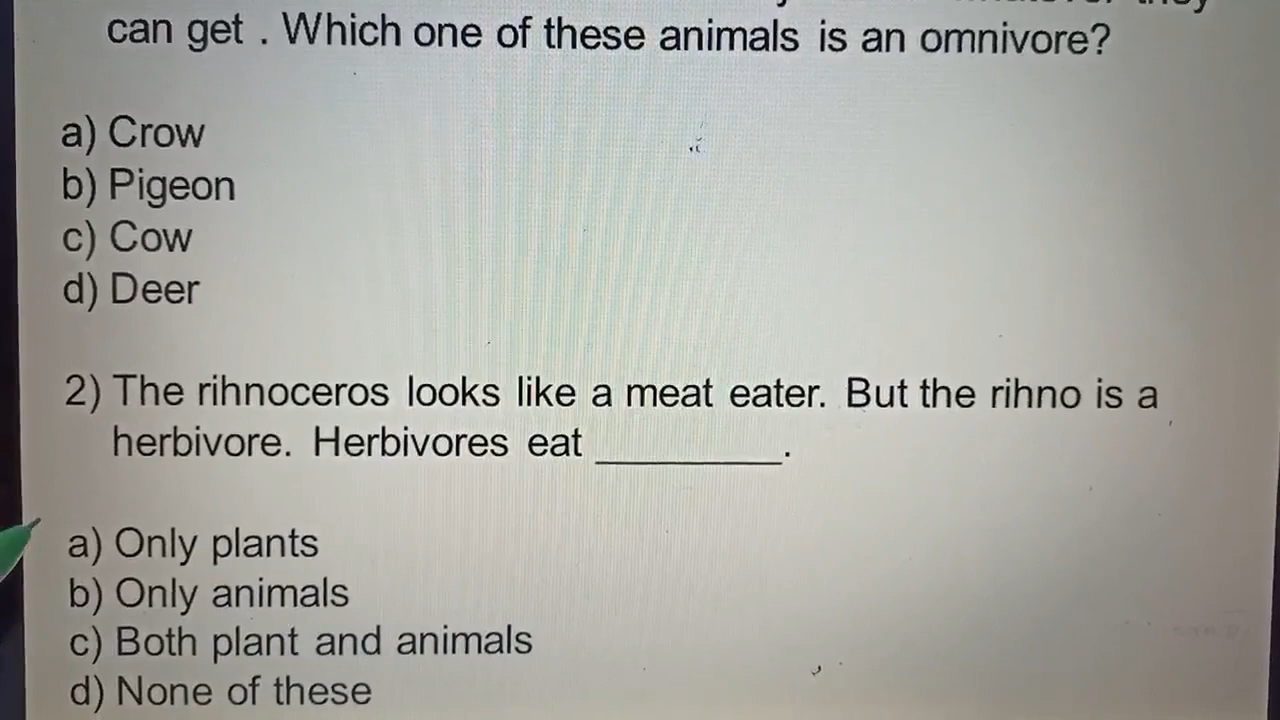 can get . Which one of these animals is an omnivore?
a) Crow
b) Pigeon
c) Cow
d) Deer
2) The rihnoceros looks like a meat eater. But the rihno is a
herbivore. Herbivores eat ________.
a) Only plants
b) Only animals
c) Both plant and animals
d) None of these